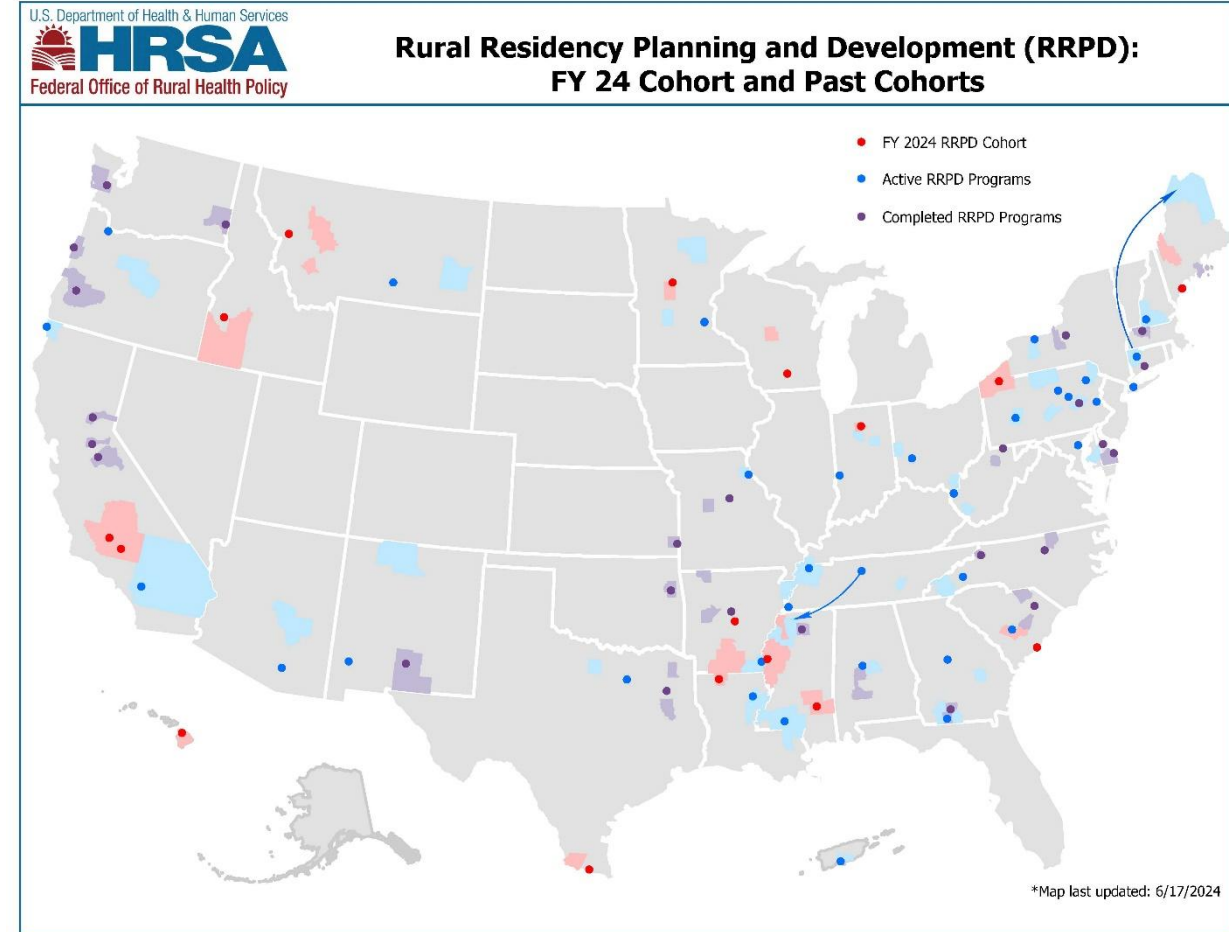 U.S. Department of Health & Human Services
HRSA
Federal Office of Rural Health Policy
Rural Residency Planning and Development (RRPD):
FY 24 Cohort and Past Cohorts
FY 2024 RRPD Cohort
Active RRPD Programs
Completed RRPD Programs
*Map last updated: 6/17/2024